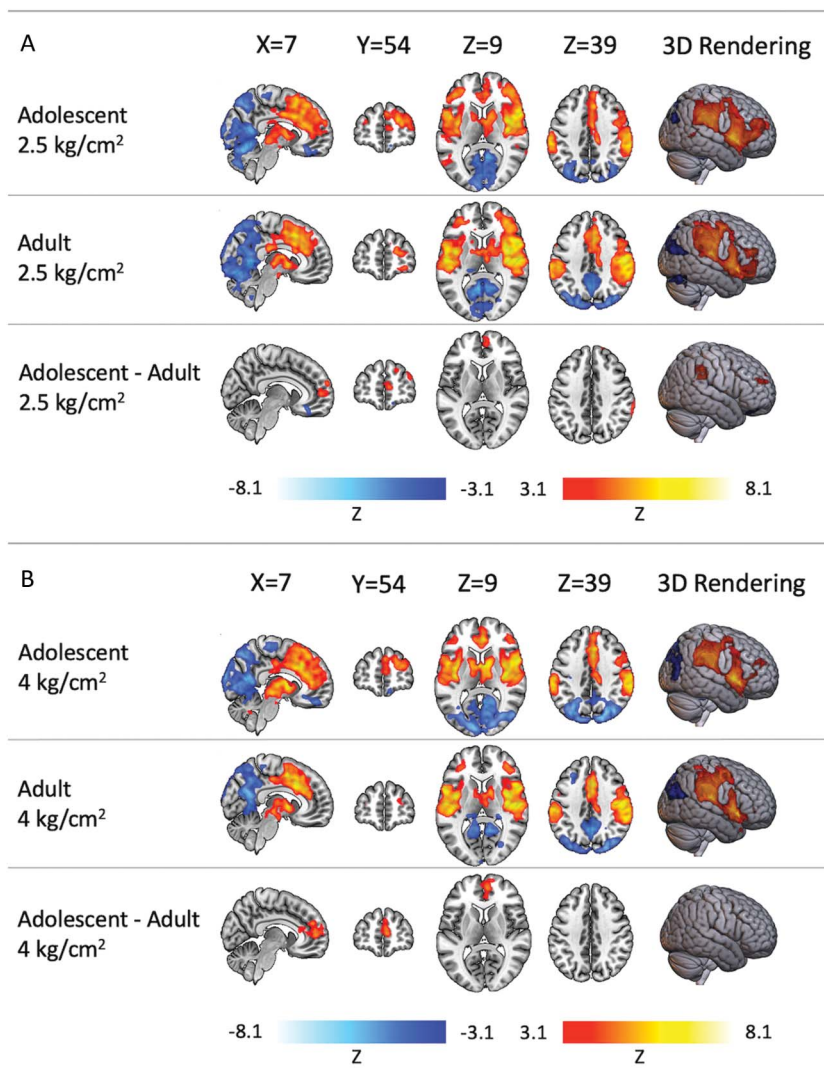 A
X=7 Y=54 Z=9 Z=39 3D Rendering
Adolescent
2.5 kg/cm²
Adult
2.5 kg/cm²
Adolescent - Adult
2.5 kg/cm²
-8.1 -3.1 3.1 8.1
Z Z
B
X=7 Y=54 Z=9 Z=39 3D Rendering
Adolescent
4 kg/cm²
Adult
4 kg/cm²
Adolescent - Adult
4 kg/cm²
-8.1 -3.1 3.1 8.1
Z Z